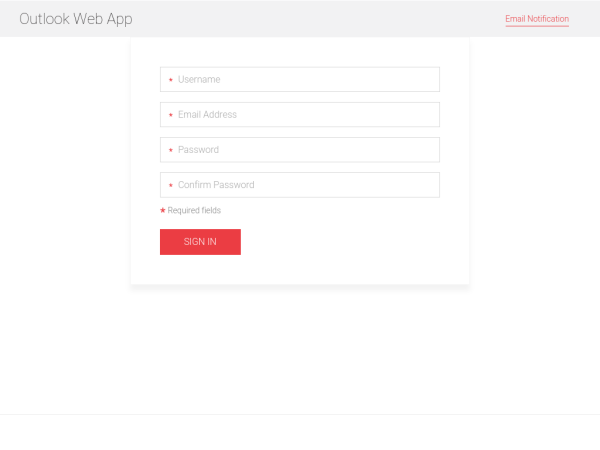 Outlook Web App
Email Notification
* Username
* Email Address
* Password
* Confirm Password
* Required fields
SIGN IN